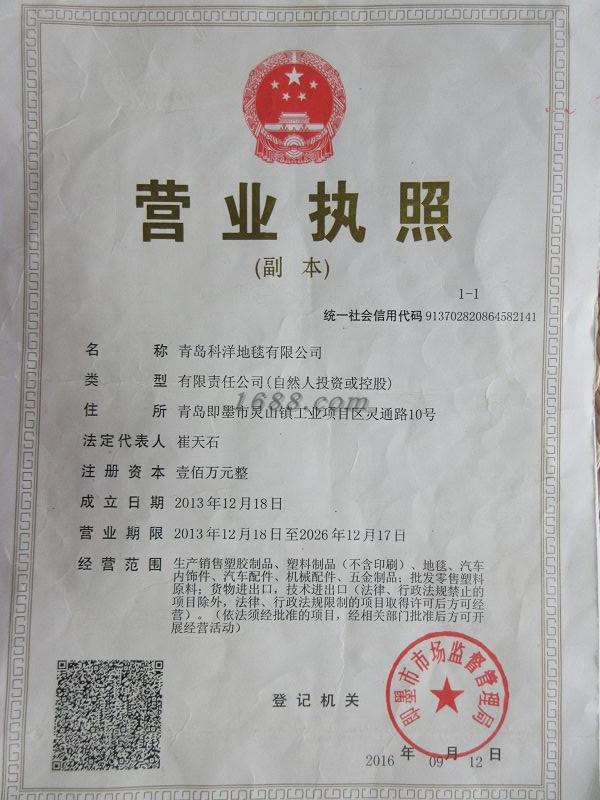 营业执照
(副 本)
1-1
统一社会信用代码 913702820864582141
名 称 青岛科洋地毯有限公司
类 型 有限责任公司(自然人投资或控股)
住 所 青岛即墨市灵山镇工业项目区灵通路10号
1688.com
法定代表人 崔天石
注册资本 壹佰万元整
成立日期 2013年12月18日
营业期限 2013年12月18日至2026年12月17日
经营范围 生产销售塑胶制品、塑料制品（不含印刷）、地毯、汽车
内饰件、汽车配件、机械配件、五金制品；批发零售塑料
原料；货物进出口，技术进出口（法律、行政法规禁止的
项目除外，法律、行政法规限制的项目取得许可后方可经
营）。（依法须经批准的项目，经相关部门批准后方可开
展经营活动）
登记机关
即墨市市场监督管理局
2016 年 09 月 12 日